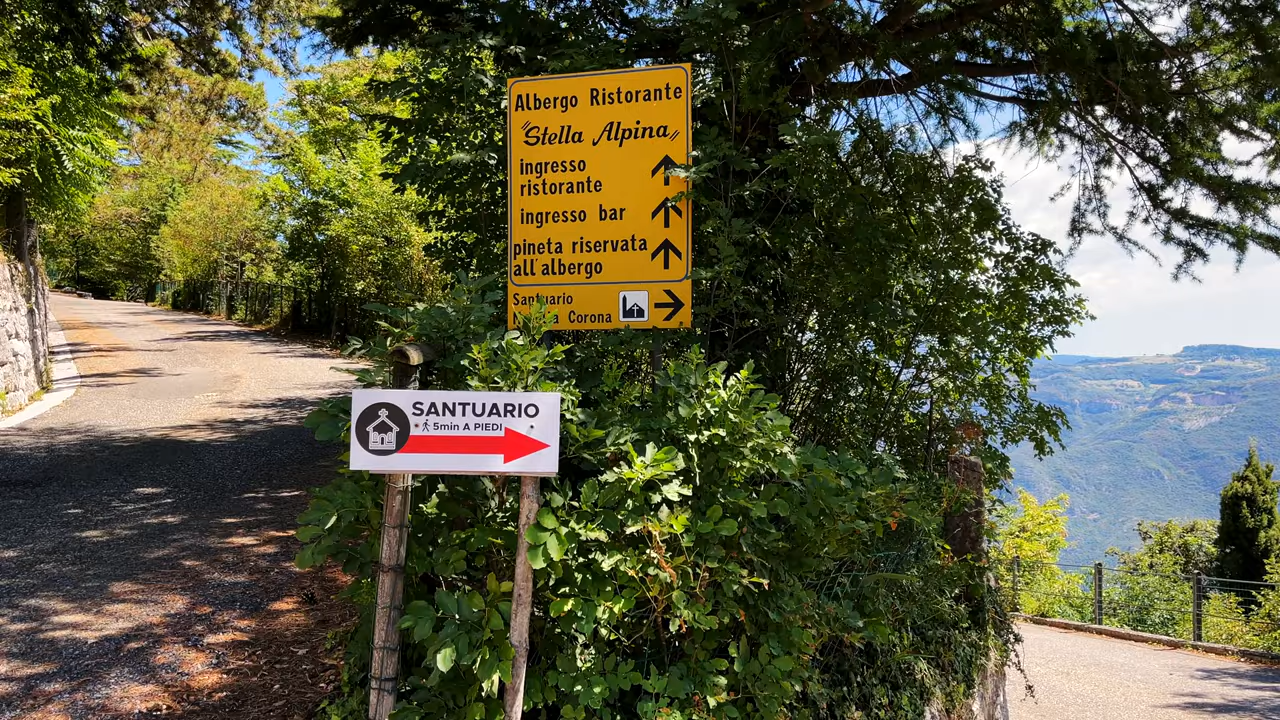 Albergo Ristorante
"Stella Alpina"
ingresso
ristorante
ingresso bar
pineta riservata
all'albergo
Santuario
Corona
SANTUARIO
5min A PIEDI